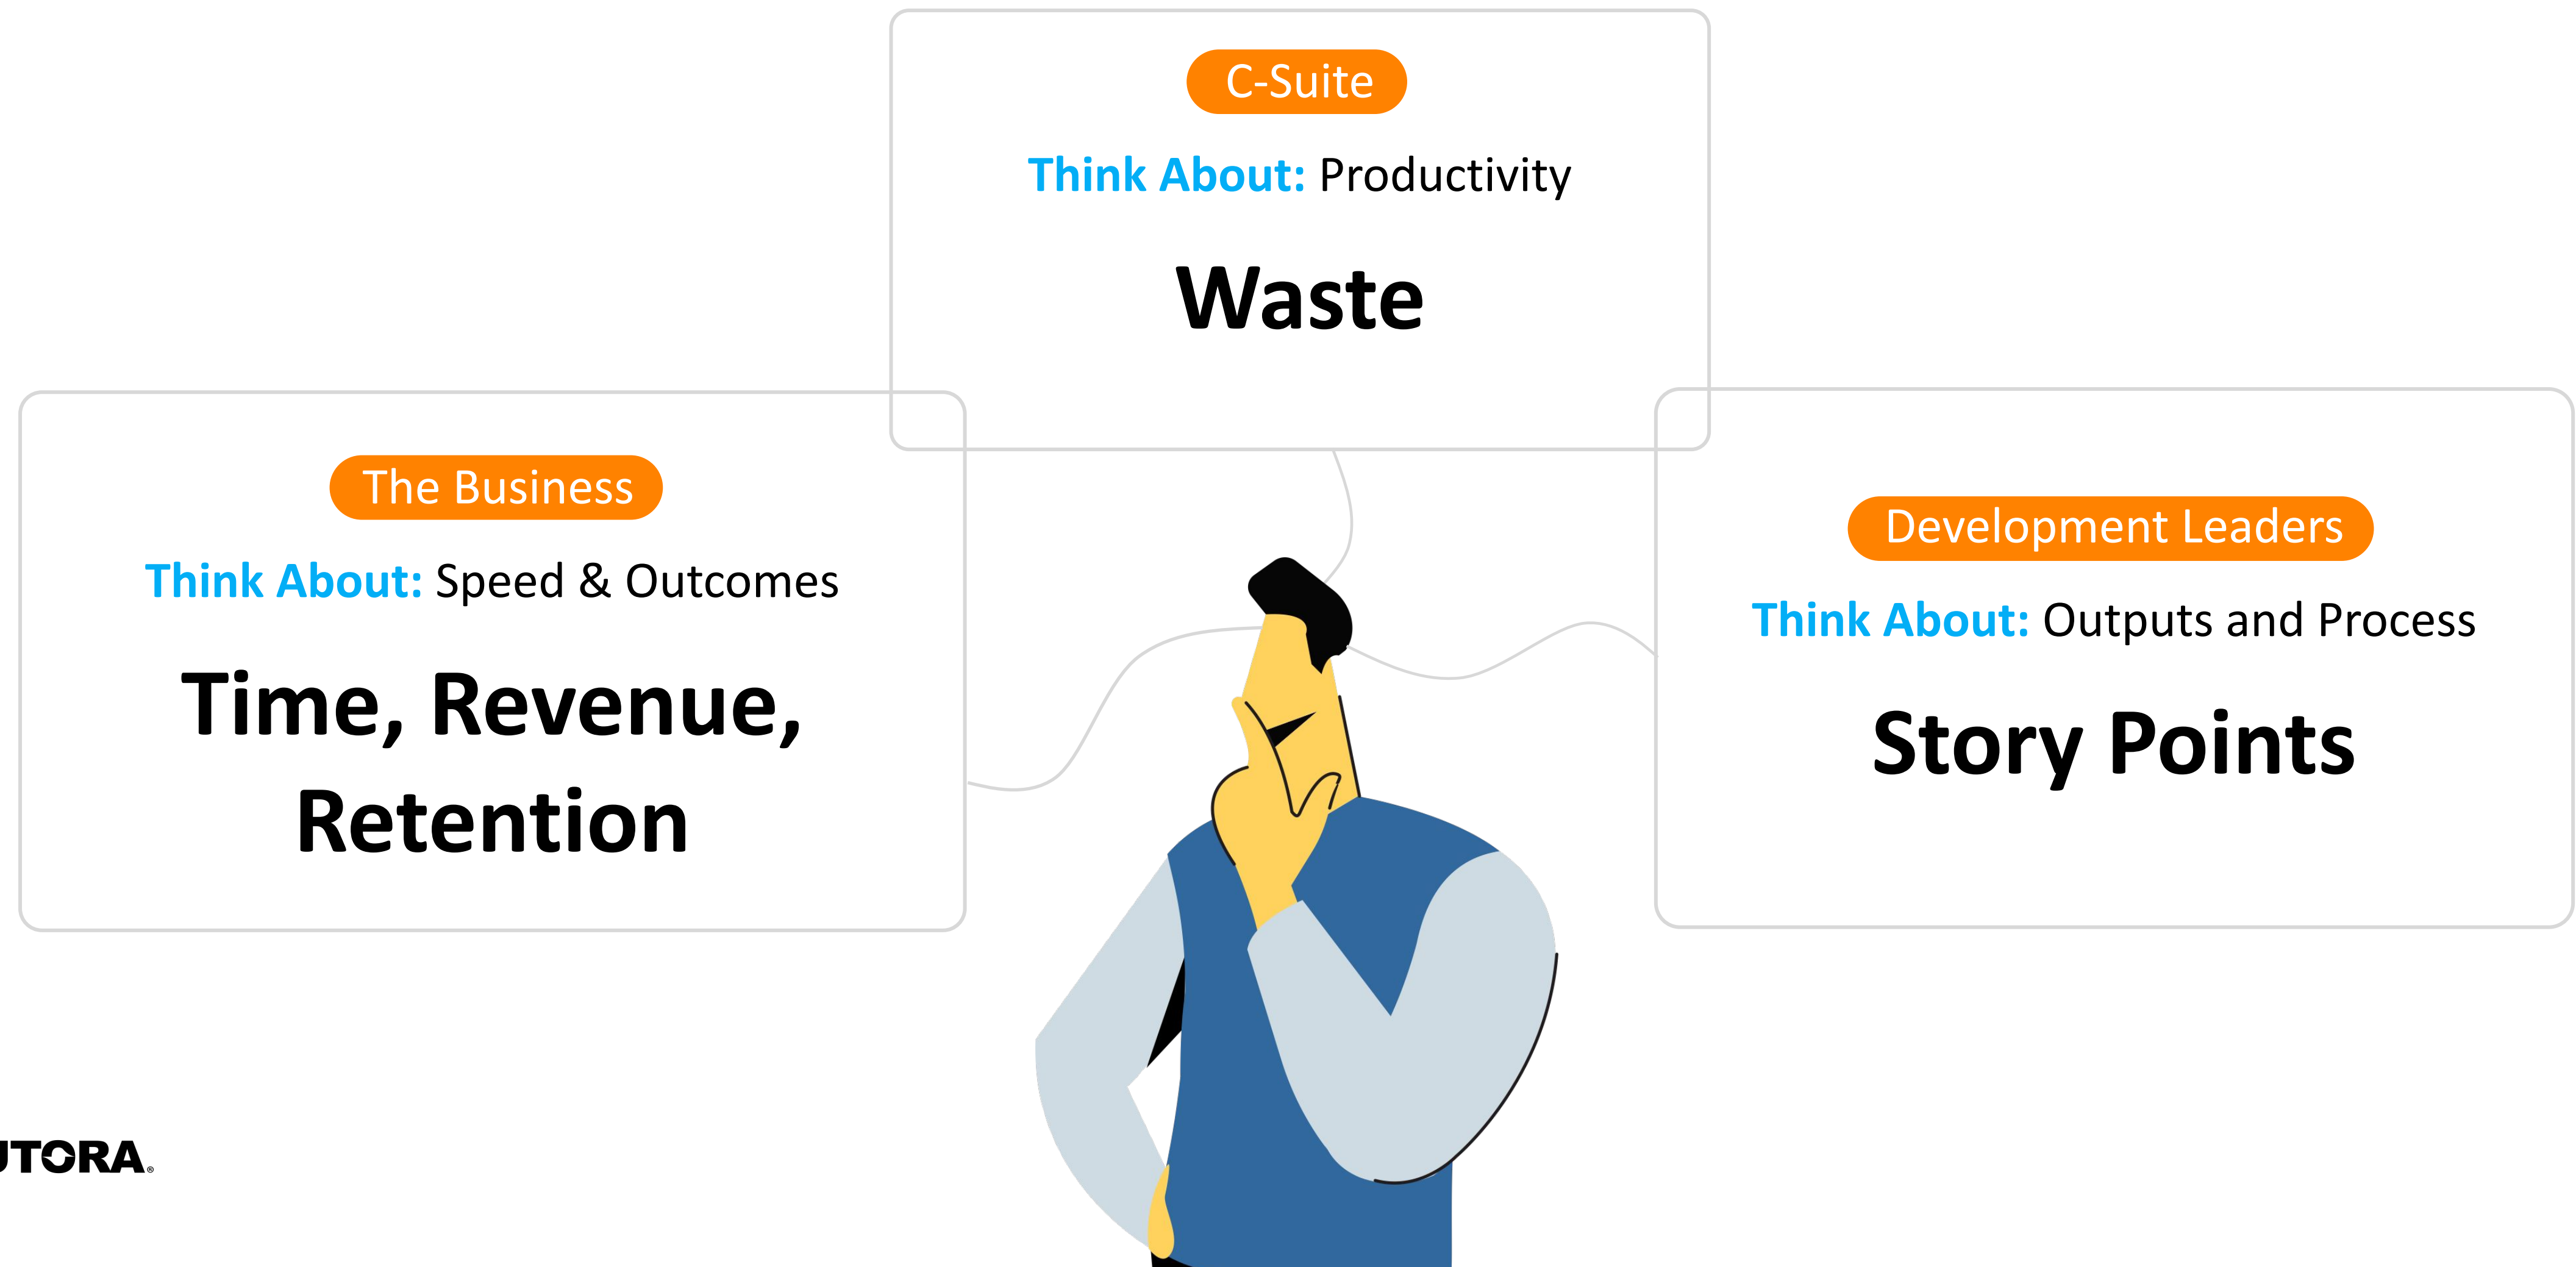 C-Suite
Think About: Productivity
Waste
The Business
Think About: Speed & Outcomes
Time, Revenue,
Retention
Development Leaders
Think About: Outputs and Process
Story Points
UTORA®